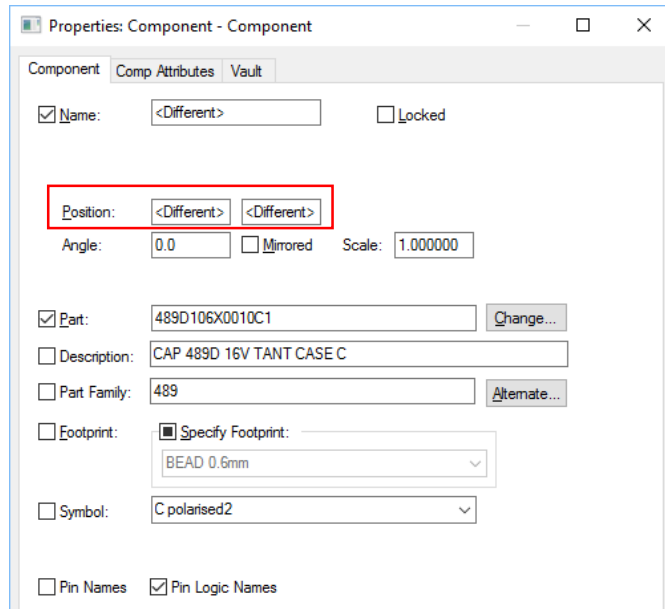 Properties: Component - Component
Component Comp Attributes Vault
Name: <Different> Locked
Position: <Different> <Different>
Angle: 0.0 Mirrored Scale: 1.000000
Part: 489D106X0010C1 Change...
Description: CAP 489D 16V TANT CASE C
Part Family: 489 Alternate...
Footprint: Specify Footprint:
BEAD 0.6mm
Symbol: C polarised2
Pin Names Pin Logic Names